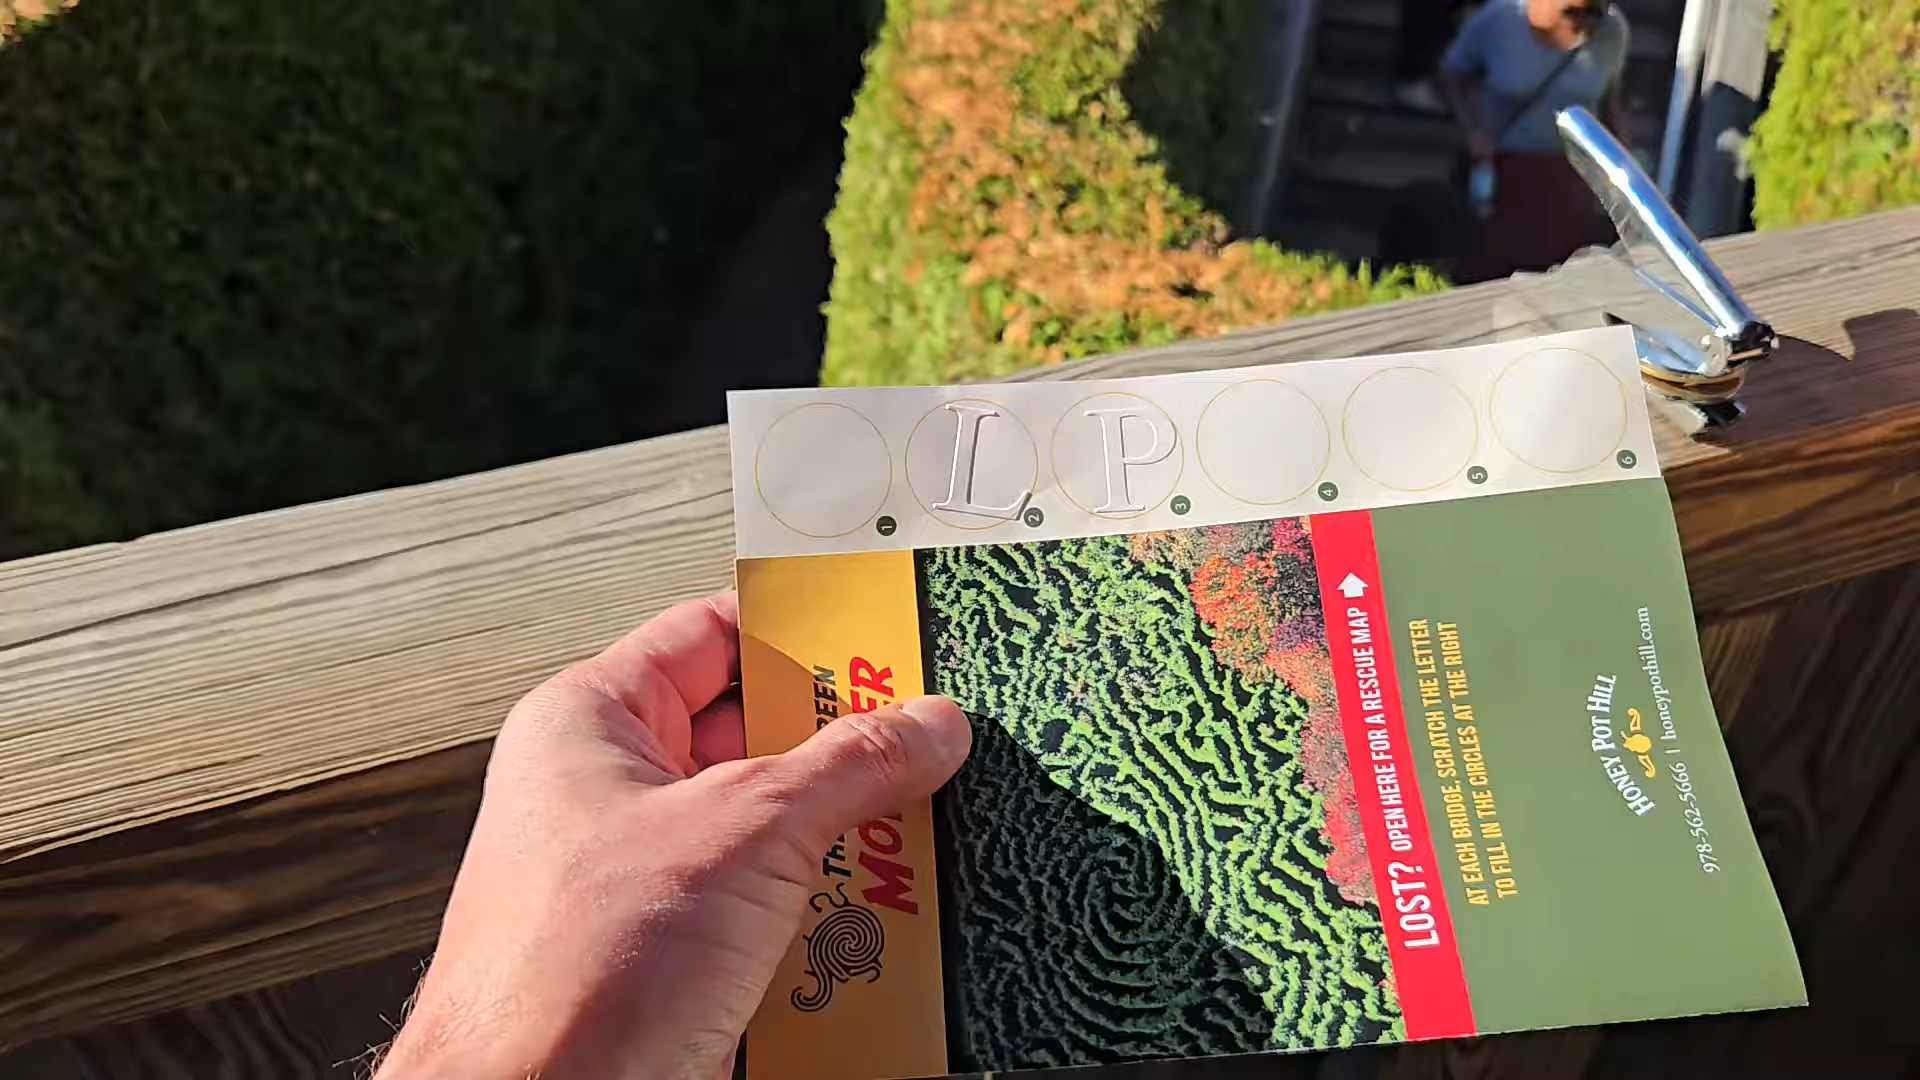 L P
1 2 3 4 5 6
LOST? OPEN HERE FOR A RESCUE MAP
AT EACH BRIDGE, SCRATCH THE LETTER
TO FILL IN THE CIRCLES AT THE RIGHT
HONEY POT HILL
978-562-5666 | honeypothill.com